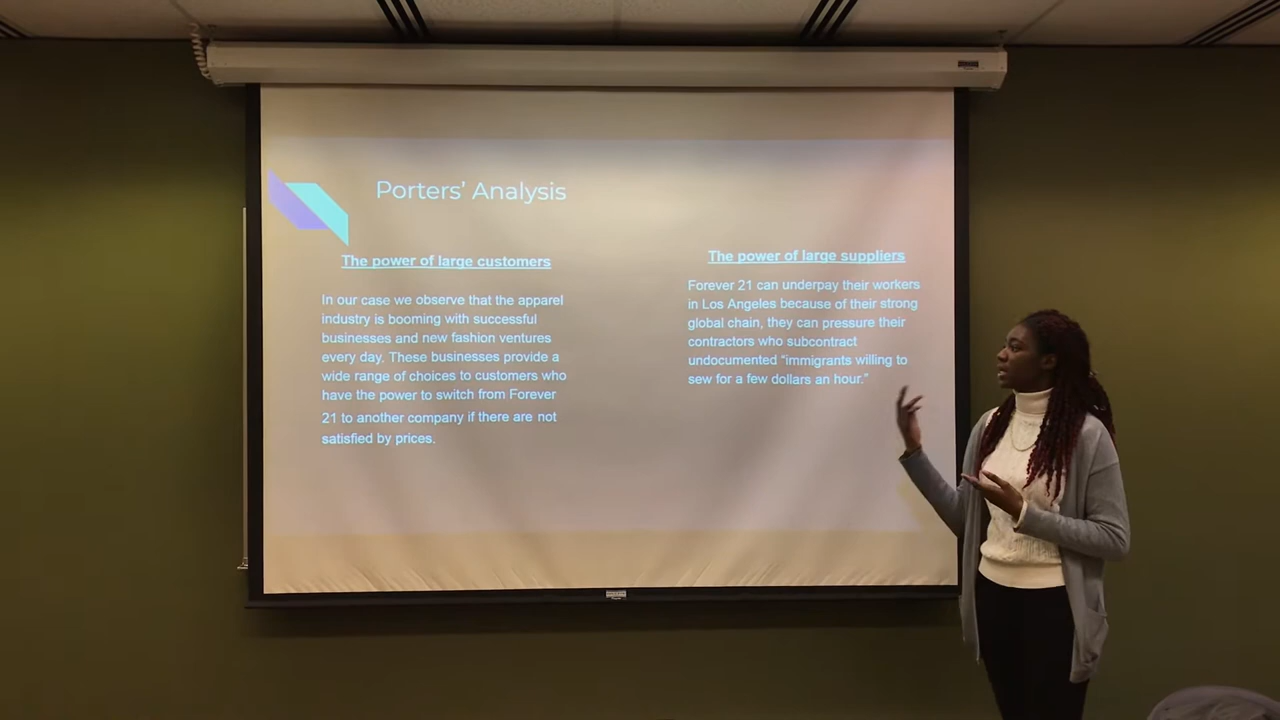 Porters' Analysis
The power of large customers
In our case we observe that the apparel
industry is booming with successful
businesses and new fashion ventures
every day. These businesses provide a
wide range of choices to customers who
have the power to switch from Forever
21 to another company if there are not
satisfied by prices.
The power of large suppliers
Forever 21 can underpay their workers
in Los Angeles because of their strong
global chain, they can pressure their
contractors who subcontract
undocumented “immigrants willing to
sew for a few dollars an hour.”